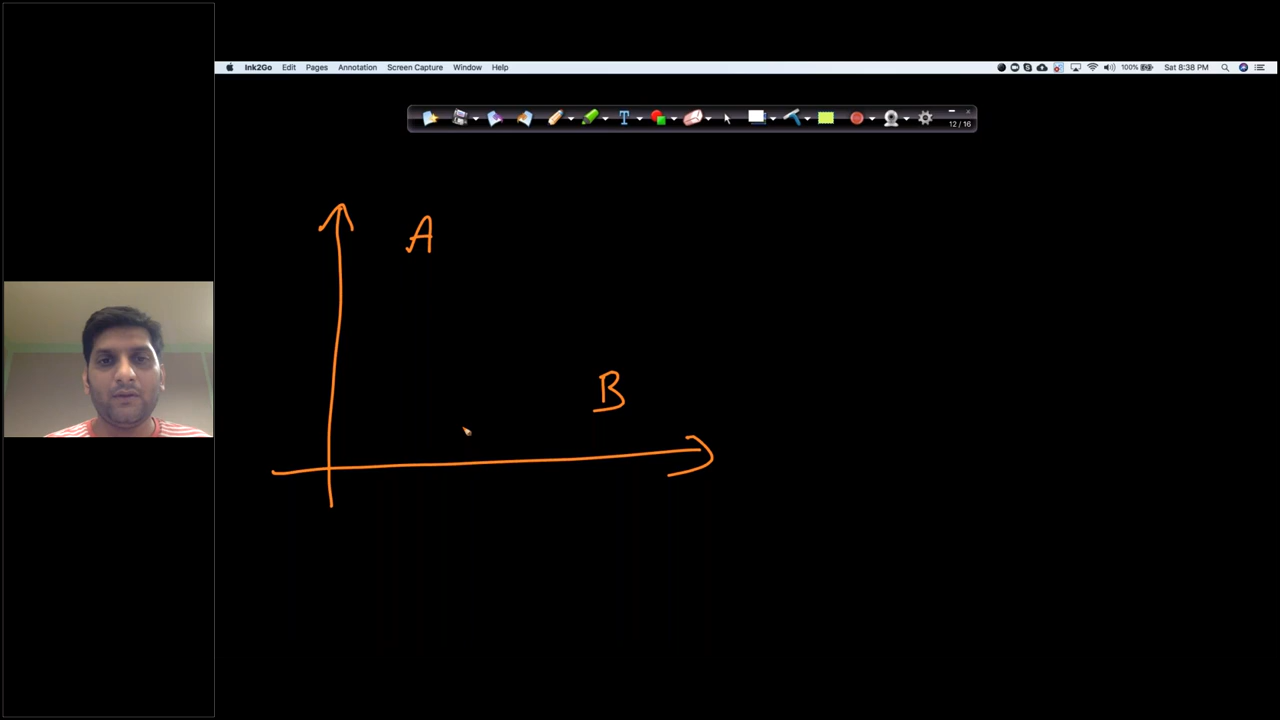 Ink2Go Edit Pages Annotation Screen Capture Window Help 100% Sat 8:38 PM
T
12 / 16
A
B